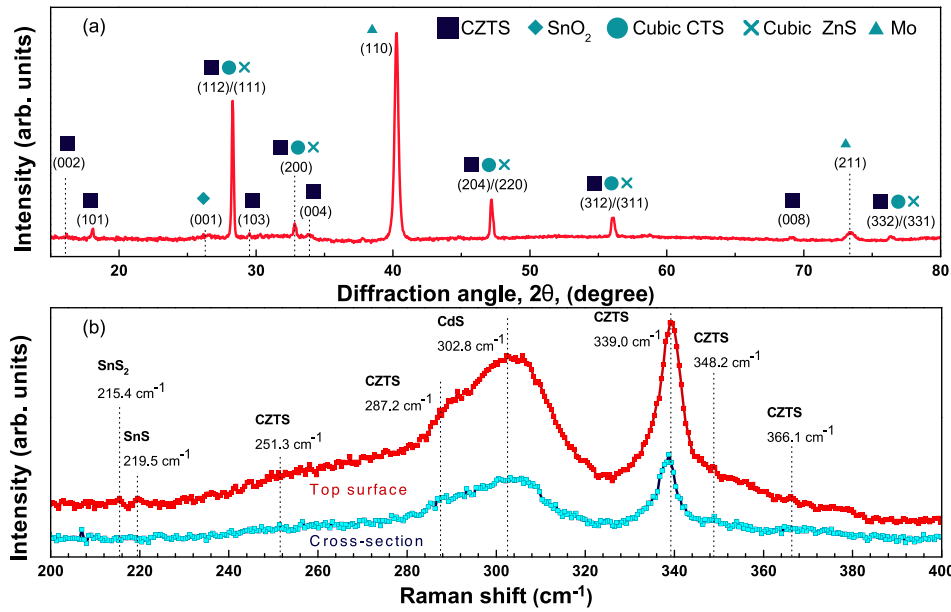 (a)
CZTS SnO2 Cubic CTS Cubic ZnS Mo
(110)
(112)/(111)
(002)
(200)
(211)
(204)/(220)
(312)/(311)
(101)
(001)
(103)
(004)
(008)
(332)/(331)
Intensity (arb. units)
20 30 40 50 60 70 80
Diffraction angle, 2θ, (degree)
(b)
CdS
302.8 cm-1
CZTS
339.0 cm-1
CZTS
348.2 cm-1
SnS2
215.4 cm-1
CZTS
287.2 cm-1
SnS
219.5 cm-1
CZTS
251.3 cm-1
CZTS
366.1 cm-1
Top surface
Cross-section
Intensity (arb. units)
200 220 240 260 280 300 320 340 360 380 400
Raman shift (cm-1)